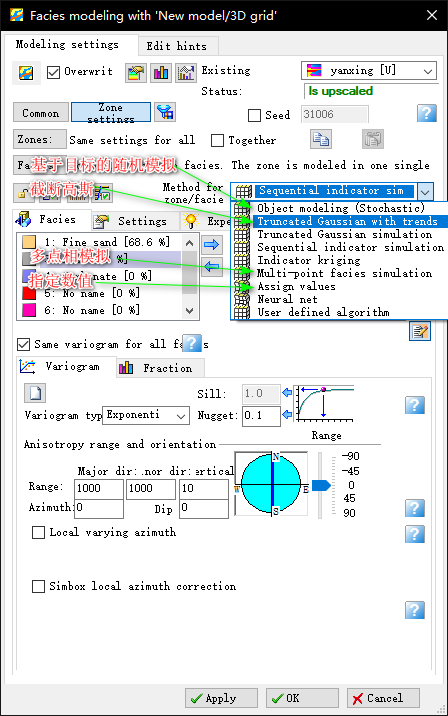 Facies modeling with 'New model/3D grid'
Modeling settings
Edit hints
Overwrit
Existing
yanxing [U]
Status:
Is upscaled
Common
Zone settings
Seed
31006
Zones:
Same settings for all
Together
Fa
facies. The zone is modeled in one single
基于目标的随机模拟
截断高斯
Method for
zone/facie
Sequential indicator sim
Object modeling (Stochastic)
Truncated Gaussian with trends
Truncated Gaussian simulation
Sequential indicator simulation
Indicator kriging
Multi-point facies simulation
Assign values
Neural net
User defined algorithm
Facies
Settings
Expe
1: Fine sand [68.6 %]
多点相模拟
%]
nate [0 %]
指定数值
5: No name [0 %]
6: No name [0 %]
Same variogram for all f
s
Variogram
Fraction
Sill:
1.0
Variogram typ
Exponenti
Nugget:
0.1
Range
Anisotropy range and orientation
Major dir:
.nor dir:
ertical
Range:
1000
1000
10
Azimuth:
0
Dip
0
N
E
S
-90
-45
0
45
90
Local varying azimuth
Simbox local azimuth correction
Apply
OK
Cancel